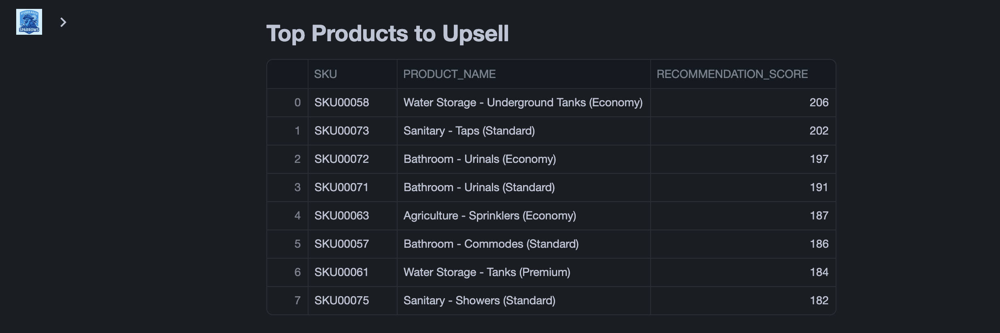 ICEBREAKER
SPARROWS
Top Products to Upsell
SKU PRODUCT_NAME RECOMMENDATION_SCORE
0 SKU00058 Water Storage - Underground Tanks (Economy) 206
1 SKU00073 Sanitary - Taps (Standard) 202
2 SKU00072 Bathroom - Urinals (Economy) 197
3 SKU00071 Bathroom - Urinals (Standard) 191
4 SKU00063 Agriculture - Sprinklers (Economy) 187
5 SKU00057 Bathroom - Commodes (Standard) 186
6 SKU00061 Water Storage - Tanks (Premium) 184
7 SKU00075 Sanitary - Showers (Standard) 182